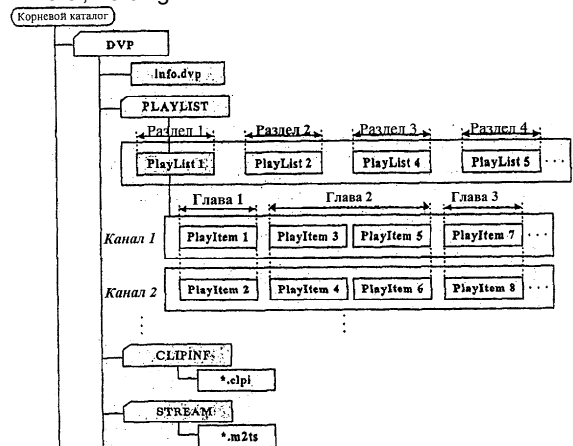 Корневой каталог
DVP
info.dvp
PLAYLIST
Раздел 1 Раздел 2 Раздел 3 Раздел 4
PlayList 1 PlayList 2 PlayList 4 PlayList 5 ···
Глава 1 Глава 2 Глава 3
Канал 1 PlayItem 1 PlayItem 3 PlayItem 5 PlayItem 7 ···
Канал 2 PlayItem 2 PlayItem 4 PlayItem 6 PlayItem 8 ···
CLIPINF
*.clpi
STREAM
*.m2ts